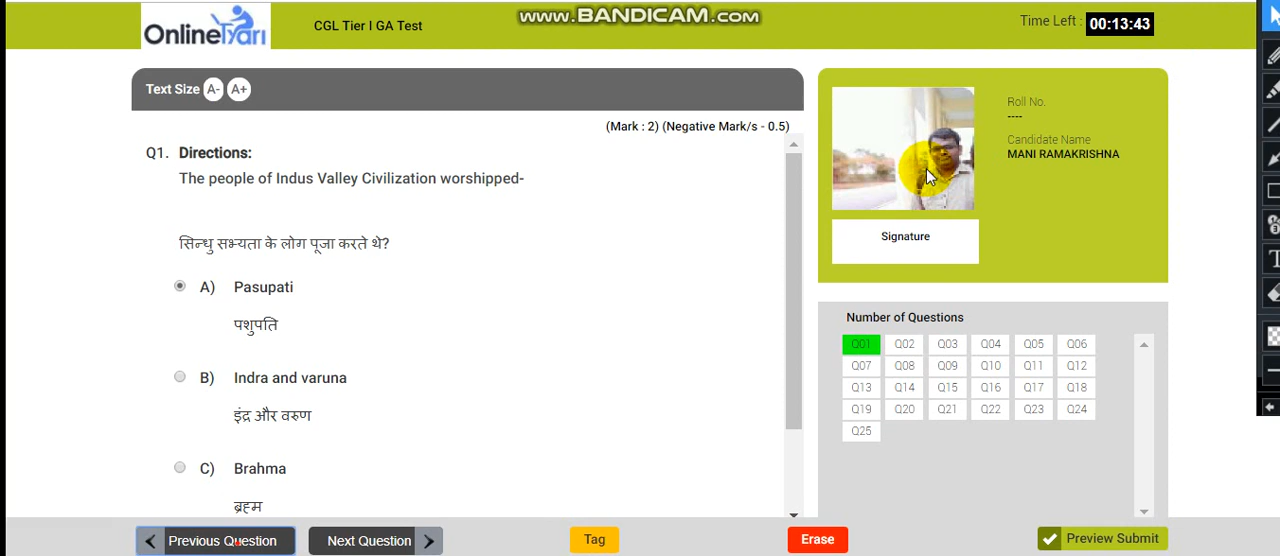 www.BANDICAM.com
OnlineTyari
CGL Tier I GA Test
Time Left : 00:13:43
Text Size A- A+
(Mark : 2) (Negative Mark/s - 0.5)
Q1. Directions:
The people of Indus Valley Civilization worshipped-
सिन्धु सभ्यता के लोग पूजा करते थे?
A) Pasupati
पशुपति
B) Indra and varuna
इंद्र और वरुण
C) Brahma
ब्रह्म
Previous Question
Next Question
Tag
Erase
Preview Submit
Roll No.
----
Candidate Name
MANI RAMAKRISHNA
Signature
Number of Questions
Q01 Q02 Q03 Q04 Q05 Q06
Q07 Q08 Q09 Q10 Q11 Q12
Q13 Q14 Q15 Q16 Q17 Q18
Q19 Q20 Q21 Q22 Q23 Q24
Q25